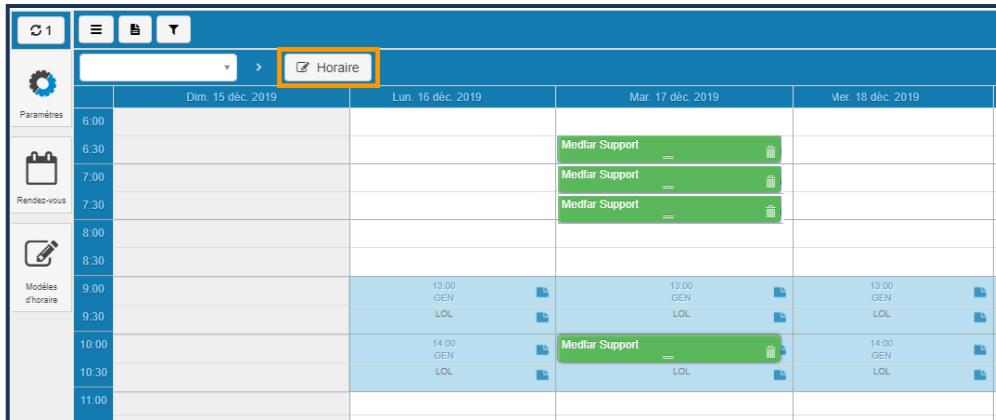 1
Horaire
Dim. 15 déc. 2019
Lun. 16 déc. 2019
Mar. 17 déc. 2019
Mer. 18 déc. 2019
Paramètres
6:00
6:30
Medfar Support
7:00
Medfar Support
Rendez-vous
7:30
Medfar Support
8:00
8:30
Modèles
d'horaire
9:00
13:00
GEN
13:00
GEN
13:00
GEN
9:30
LOL
LOL
LOL
10:00
14:00
GEN
Medfar Support
14:00
GEN
10:30
LOL
LOL
LOL
11:00